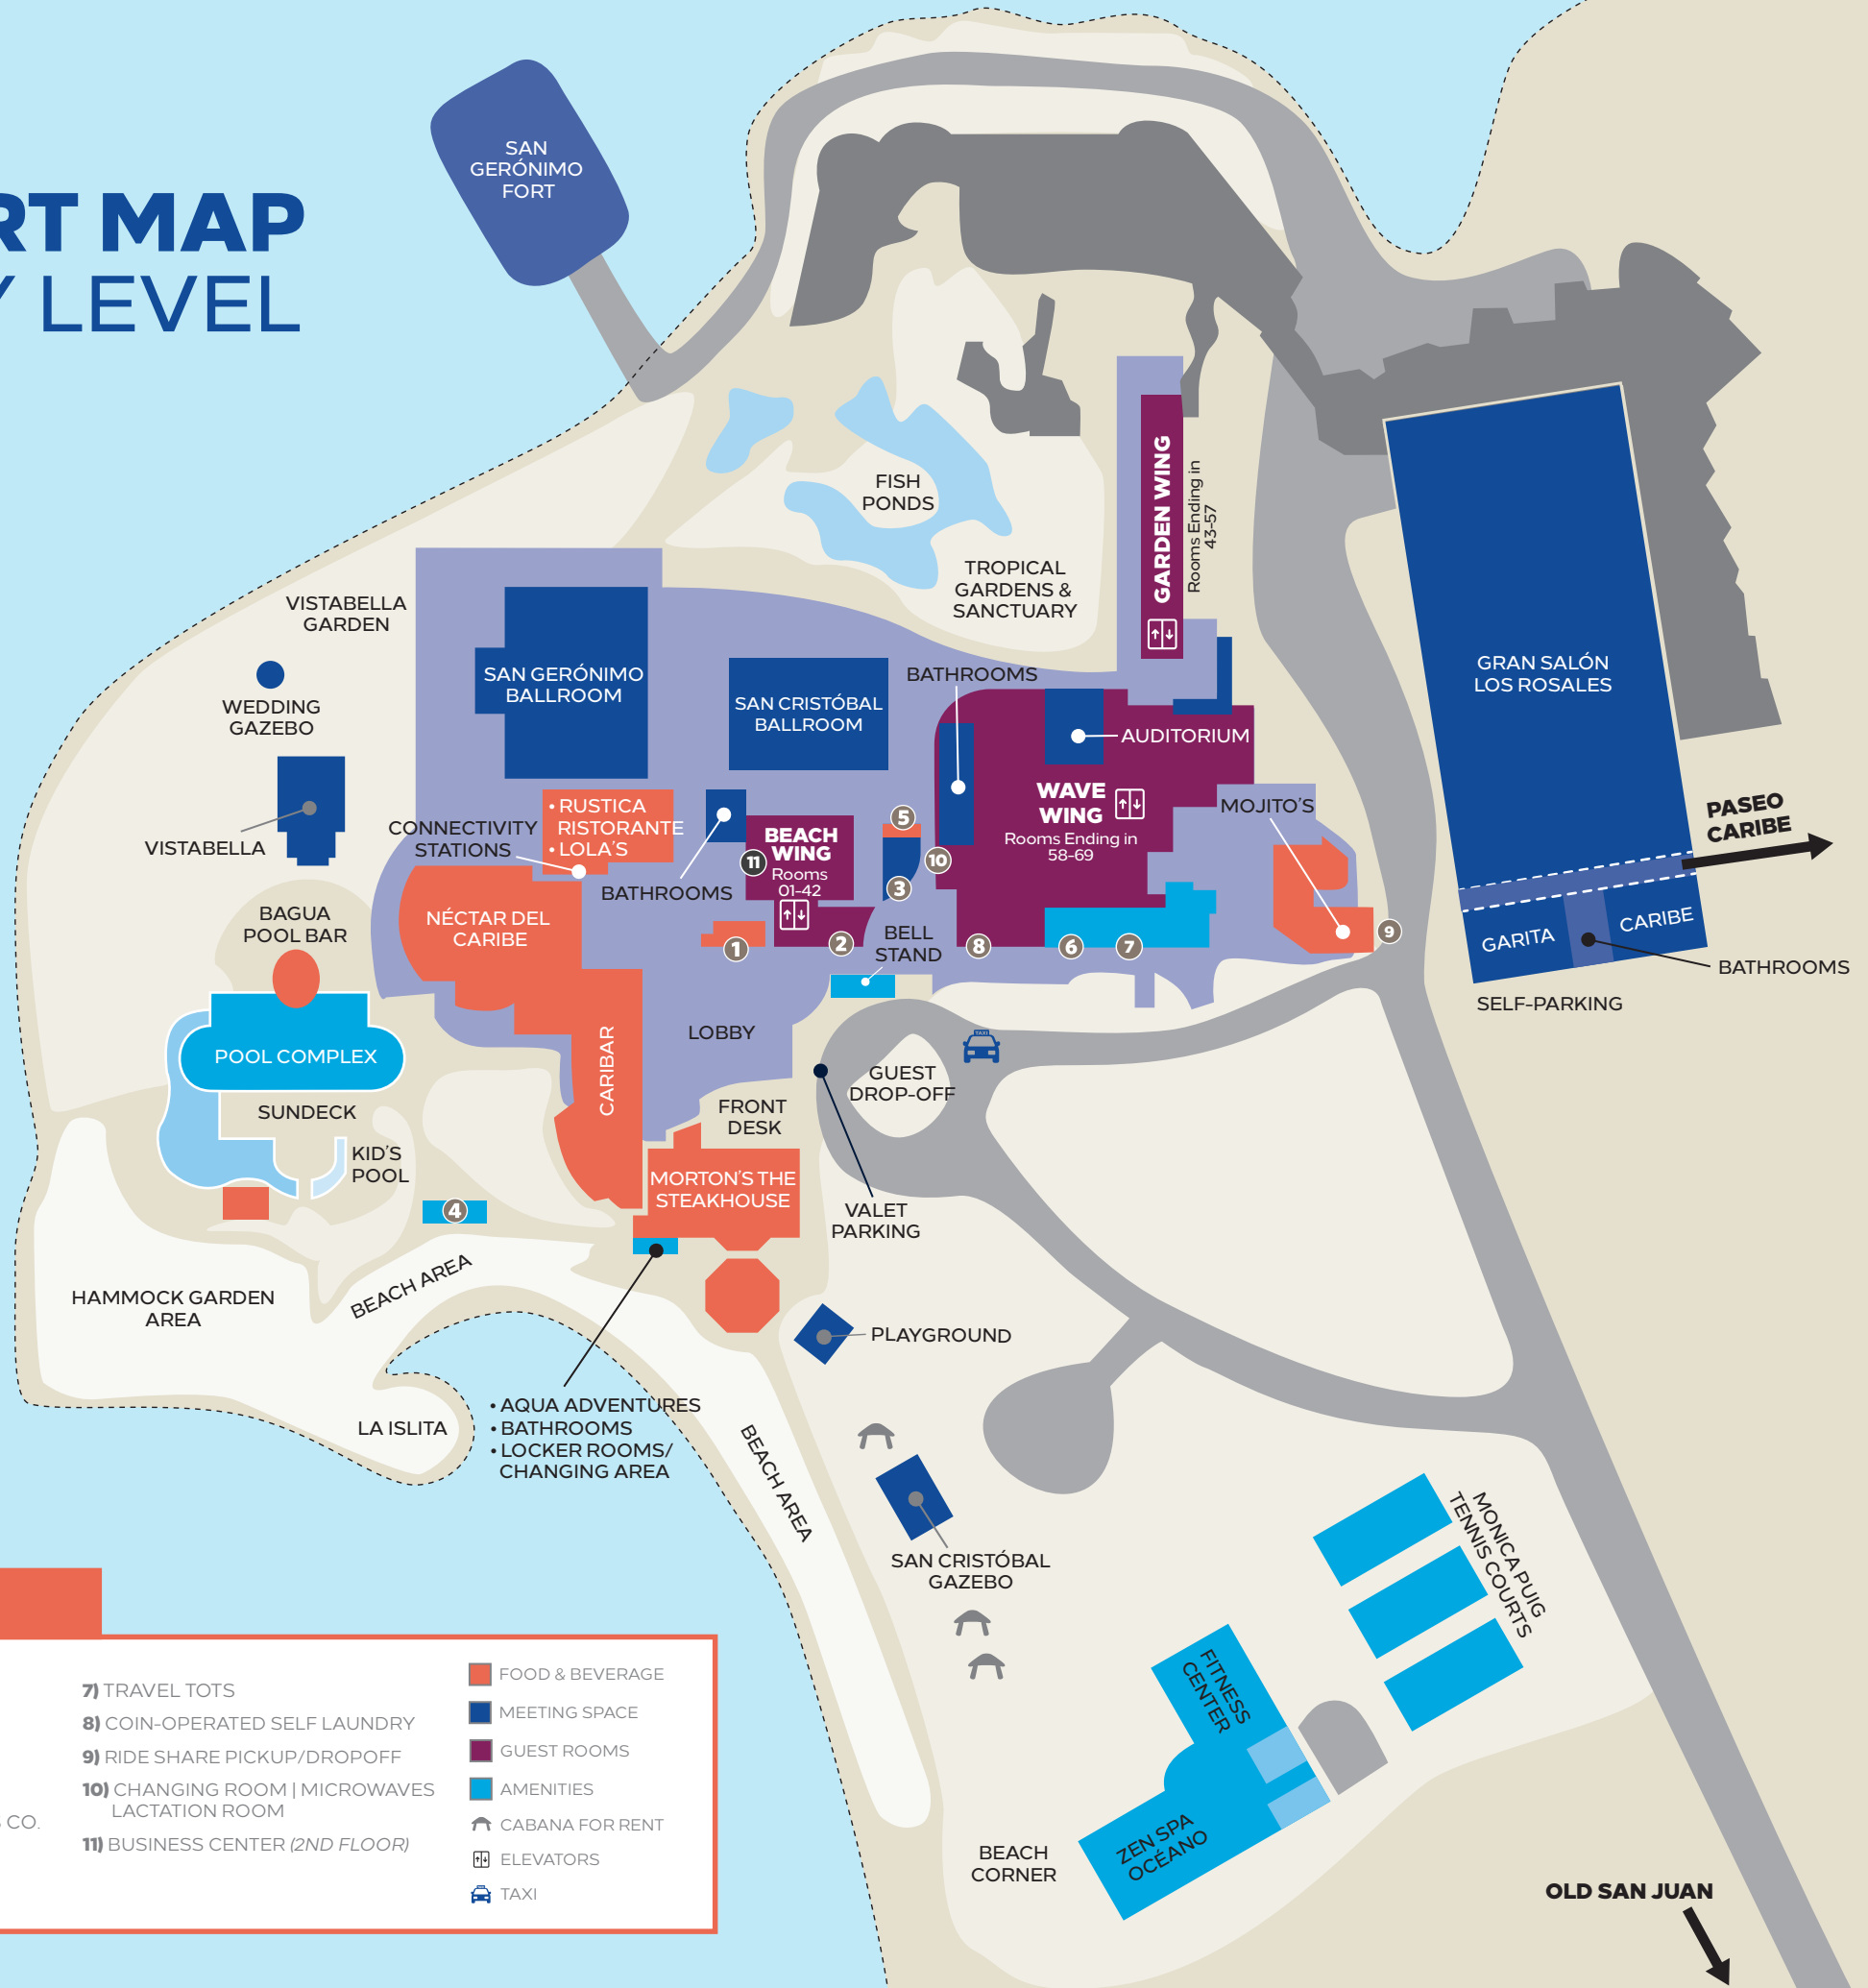 RT MAP
Y LEVEL
SAN
GERÓNIMO
FORT
FISH
PONDS
TROPICAL
GARDENS &
SANCTUARY
GARDEN WING
Rooms Ending in
43-57
VISTABELLA
GARDEN
WEDDING
GAZEBO
VISTABELLA
SAN GERÓNIMO
BALLROOM
SAN CRISTÓBAL
BALLROOM
BATHROOMS
AUDITORIUM
WAVE
WING
Rooms Ending in
58-69
MOJITO'S
GRAN SALÓN
LOS ROSALES
PASEO
CARIBE
GARITA
CARIBE
BATHROOMS
SELF-PARKING
• RUSTICA
RISTORANTE
• LOLA'S
CONNECTIVITY
STATIONS
BATHROOMS
BEACH
WING
Rooms
01-42
11
5
10
3
1
2
8
6
7
9
BELL
STAND
NÉCTAR DEL
CARIBE
BAGUA
POOL BAR
POOL COMPLEX
SUNDECK
KID'S
POOL
4
CARIBAR
LOBBY
FRONT
DESK
GUEST
DROP-OFF
TAXI
MORTON'S THE
STEAKHOUSE
VALET
PARKING
HAMMOCK GARDEN
AREA
BEACH AREA
LA ISLITA
• AQUA ADVENTURES
• BATHROOMS
• LOCKER ROOMS/
CHANGING AREA
PLAYGROUND
BEACH AREA
SAN CRISTÓBAL
GAZEBO
MONICA PUIG
TENNIS COURTS
FITNESS
CENTER
ZEN SPA
OCÉANO
BEACH
CORNER
OLD SAN JUAN
CO.
7) TRAVEL TOTS
8) COIN-OPERATED SELF LAUNDRY
9) RIDE SHARE PICKUP/DROPOFF
10) CHANGING ROOM | MICROWAVES
LACTATION ROOM
11) BUSINESS CENTER (2ND FLOOR)
FOOD & BEVERAGE
MEETING SPACE
GUEST ROOMS
AMENITIES
CABANA FOR RENT
ELEVATORS
TAXI